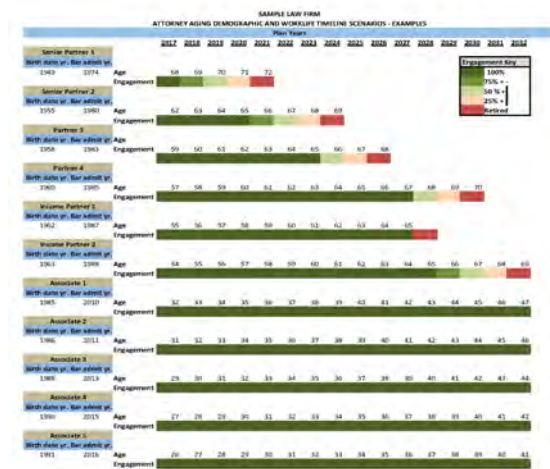 SAMPLE LAW FIRM
ATTORNEY AGING DEMOGRAPHIC AND WORKLIFE TIMELINE SCENARIOS - EXAMPLES
Plan Years
2017 2018 2019 2020 2021 2022 2023 2024 2025 2026 2027 2028 2029 2030 2031 2032
Senior Partner 1
Birth date yr. Bar admit yr.
1949 1974 Age 68 69 70 71 72
Engagement
Engagement Key
100%
75% + -
50 % +
25% +
Retired
Senior Partner 2
Birth date yr. Bar admit yr.
1955 1980 Age 62 63 64 65 66 67 68 69
Engagement
Partner 3
Birth date yr. Bar admit yr. Age
1958 1983 59 60 61 62 63 64 65 66 67 68
Engagement
Partner 4
Birth date yr. Bar admit yr.
1960 1985 Age 57 58 59 60 61 62 63 64 65 66 67 68 69 70
Engagement
Income Partner 1
Birth date yr. Bar admit yr.
1962 1987 Age 55 56 57 58 59 60 61 62 63 64 65
Engagement
Income Partner 2
Birth date yr. Bar admit yr.
1963 Age 54 55 56 57 58 59 60 61 62 63 64 65 66 67 68 69
Engagement
Associate 1
Birth date yr. Bar admit yr.
1985 2010 Age 32 33 34 35 36 37 38 39 40 41 42 43 44 45 46 47
Engagement
Associate 2
Birth date yr. Bar admit yr.
1986 2011 Age 31 32 33 34 35 36 37 38 39 40 41 42 43 44 45 46
Engagement
Associate 3
Birth date yr. Bar admit yr.
2013 Age 29 30 31 32 33 34 35 36 37 39 40 41 42 43 44
Engagement
Associate 4
Birth date yr. Bar admit yr.
1990 2015 Age 27 28 29 30 31 32 33 34 35 36 37 38 39 40 41 42
Engagement
Associate 5
Birth date yr. Bar admit yr.
1991 2016 Age 26 27 28 29 30 31 32 33 34 35 36 37 38 39 40 41
Engagement